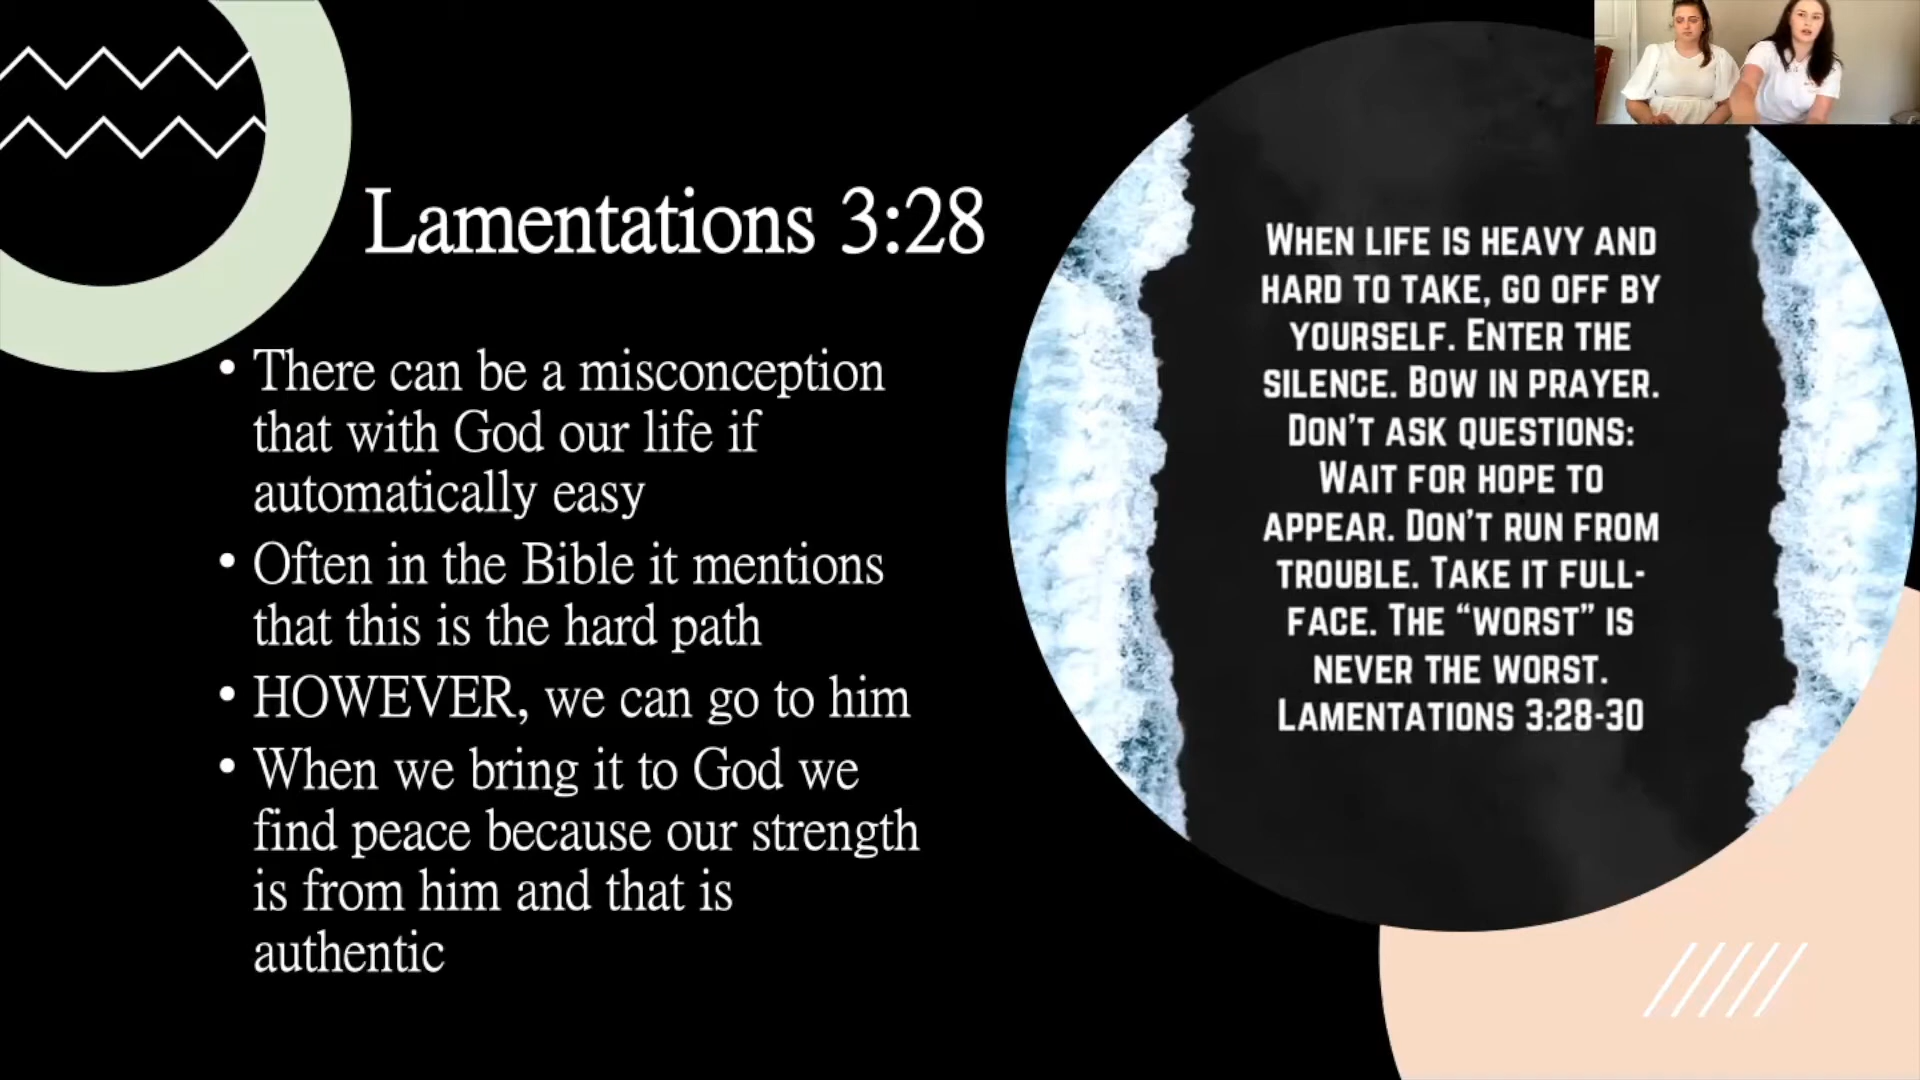 Lamentations 3:28
• There can be a misconception
that with God our life if
automatically easy
• Often in the Bible it mentions
that this is the hard path
• HOWEVER, we can go to him
• When we bring it to God we
find peace because our strength
is from him and that is
authentic
WHEN LIFE IS HEAVY AND
HARD TO TAKE, GO OFF BY
YOURSELF. ENTER THE
SILENCE. BOW IN PRAYER.
DON'T ASK QUESTIONS:
WAIT FOR HOPE TO
APPEAR. DON'T RUN FROM
TROUBLE. TAKE IT FULL-
FACE. THE “WORST” IS
NEVER THE WORST.
LAMENTATIONS 3:28-30